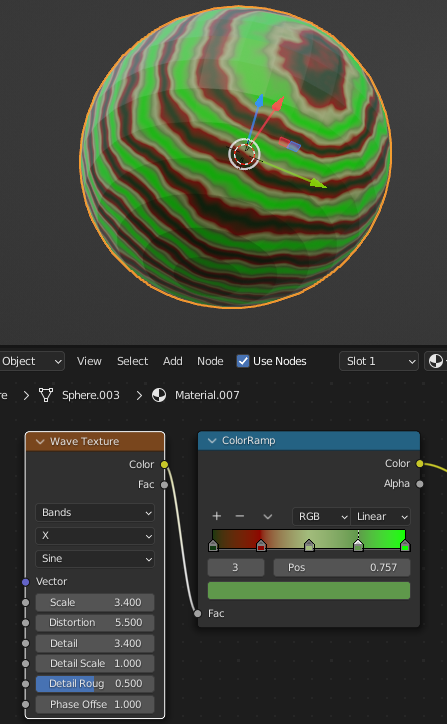 Object View Select Add Node Use Nodes Slot 1
re Sphere.003 Material.007
Wave Texture
Color
Fac
Bands
X
Sine
Vector
Scale 3.400
Distortion 5.500
Detail 3.400
Detail Scale 1.000
Detail Roug 0.500
Phase Offse 1.000
ColorRamp
Color
Alpha
RGB Linear
3 Pos 0.757
Fac